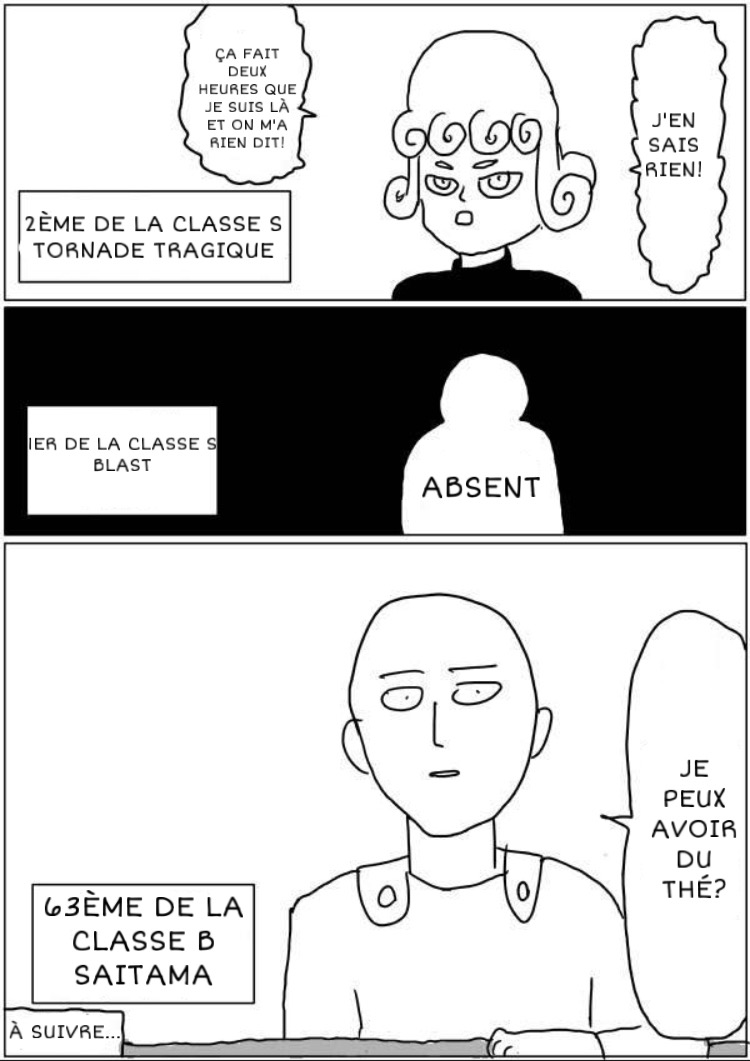 J'EN
SAIS
RIEN!
ÇA FAIT
DEUX
HEURES QUE
JE SUIS LÀ
ET ON M'A
RIEN DIT!
2ÈME DE LA CLASSE S
TORNADE TRAGIQUE
1ER DE LA CLASSE S
BLAST
ABSENT
JE
PEUX
AVOIR
DU
THÉ?
63ÈME DE LA
CLASSE B
SAITAMA
À SUIVRE...